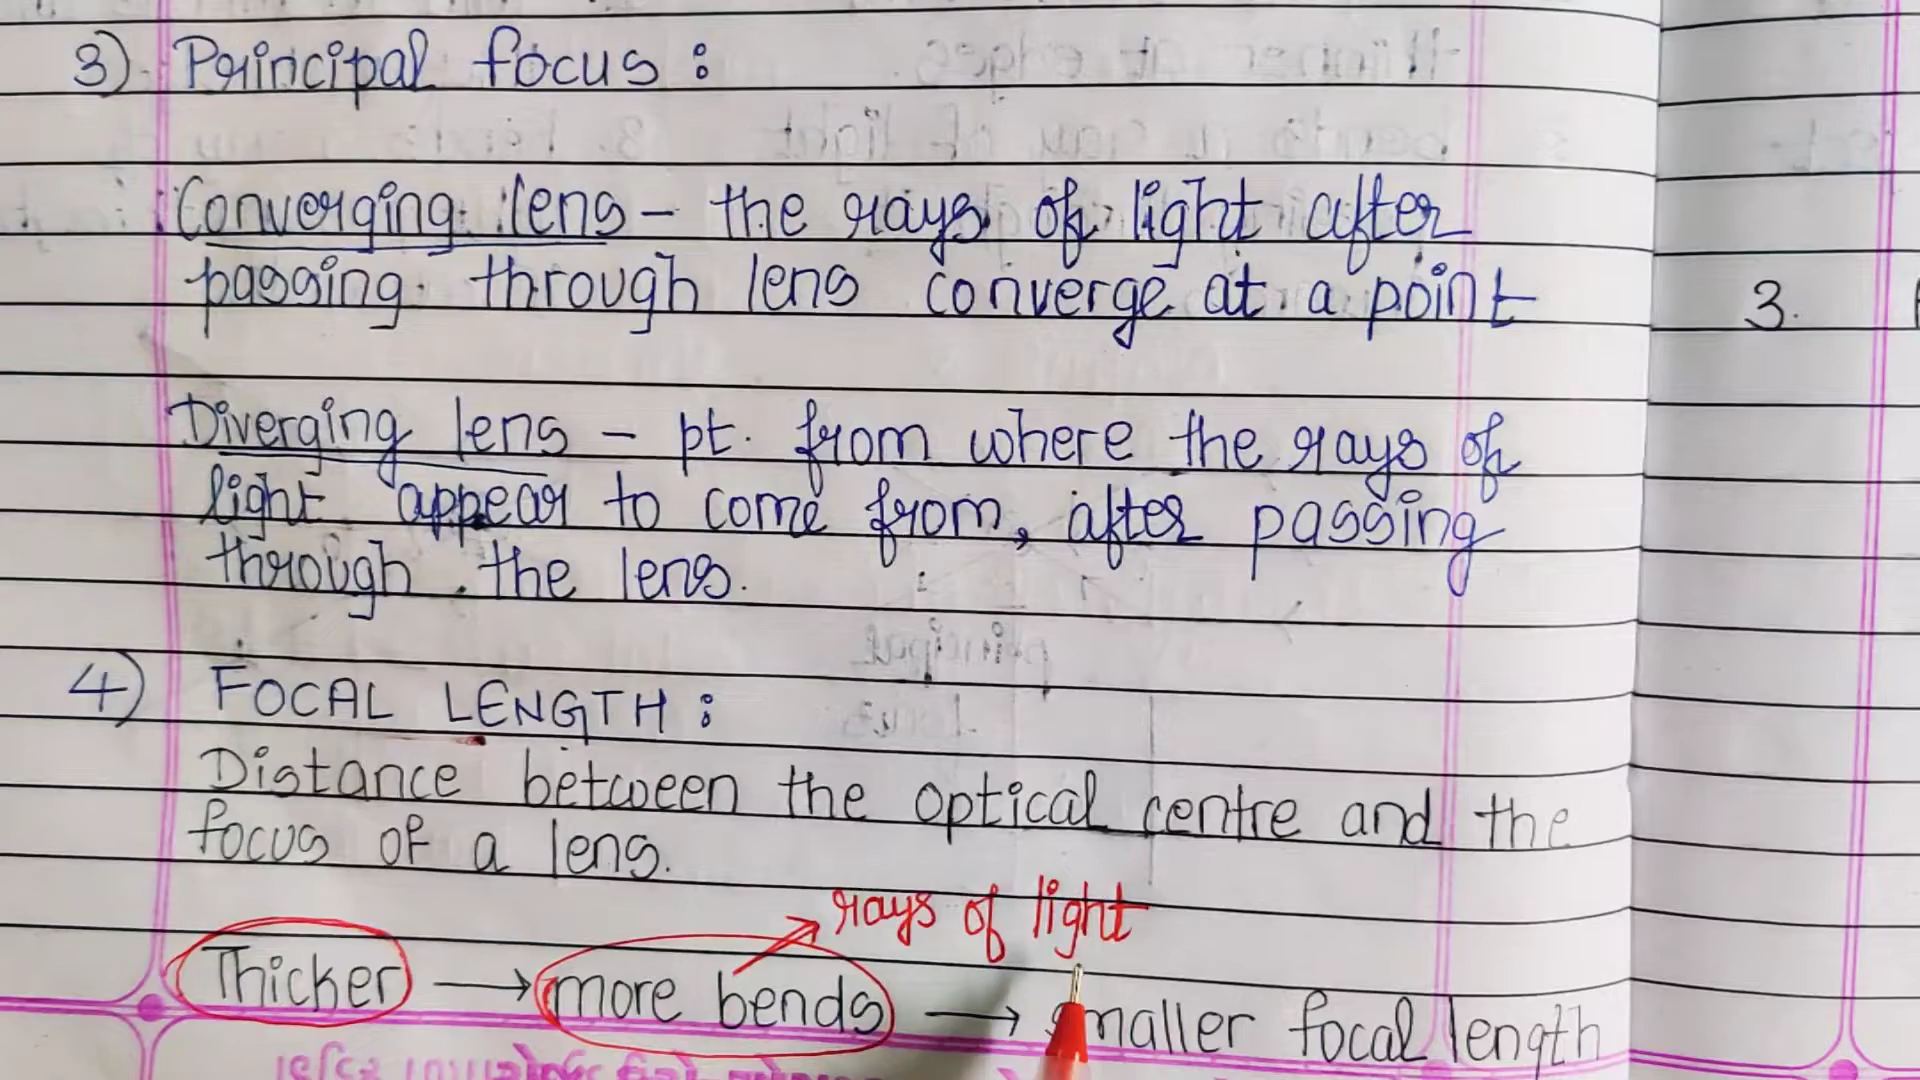 3) Principal focus :
Converging lens - the rays of light after
passing through lens converge at a point
Diverging lens - pt. from where the rays of
light appear to come from, after passing
through the lens.
4) FOCAL LENGTH :
Distance between the optical centre and the
focus of a lens.
rays of light
Thicker → more bends → smaller focal length
3.